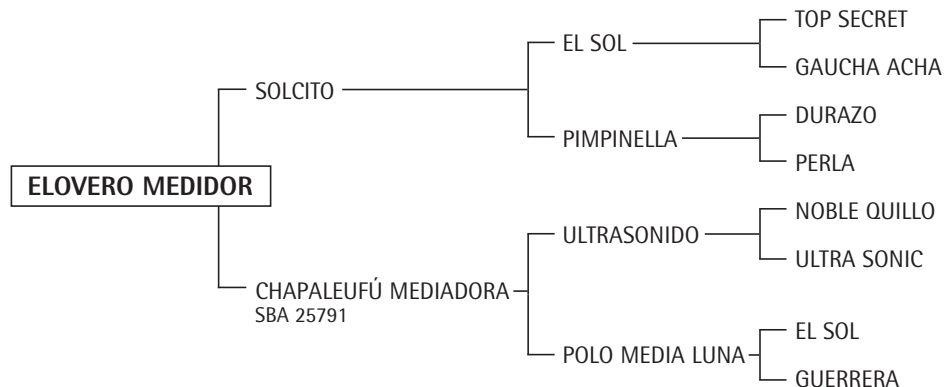 TOP SECRET
EL SOL
GAUCHA ACHA
SOLCITO
DURAZO
PIMPINELLA
PERLA
ELOVERO MEDIDOR
NOBLE QUILLO
ULTRASONIDO
ULTRA SONIC
CHAPALEUFÚ MEDIADORA
SBA 25791
EL SOL
POLO MEDIA LUNA
GUERRERA